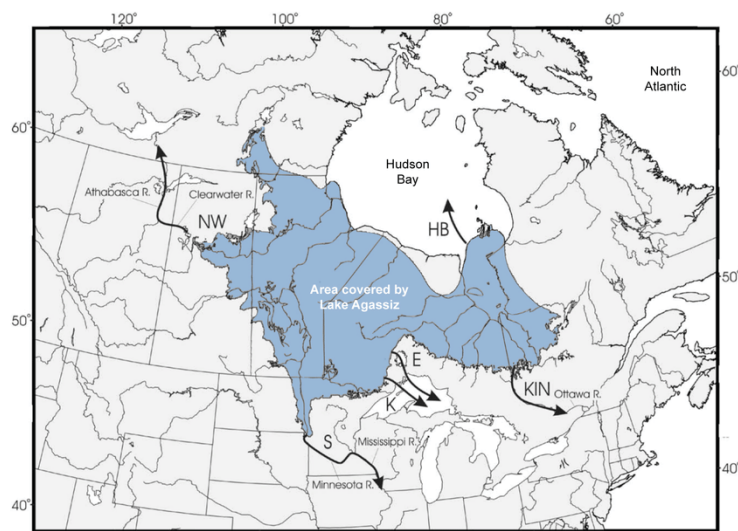 120°
100°
80°
60°
North
Atlantic
60°
60°
Hudson
Bay
Athabasca R.
Clearwater R.
NW
HB
Area covered by
Lake Agassiz
50°
50°
E
K
KIN
Ottawa R.
S
Mississippi R.
Minnesota R.
40°
40°